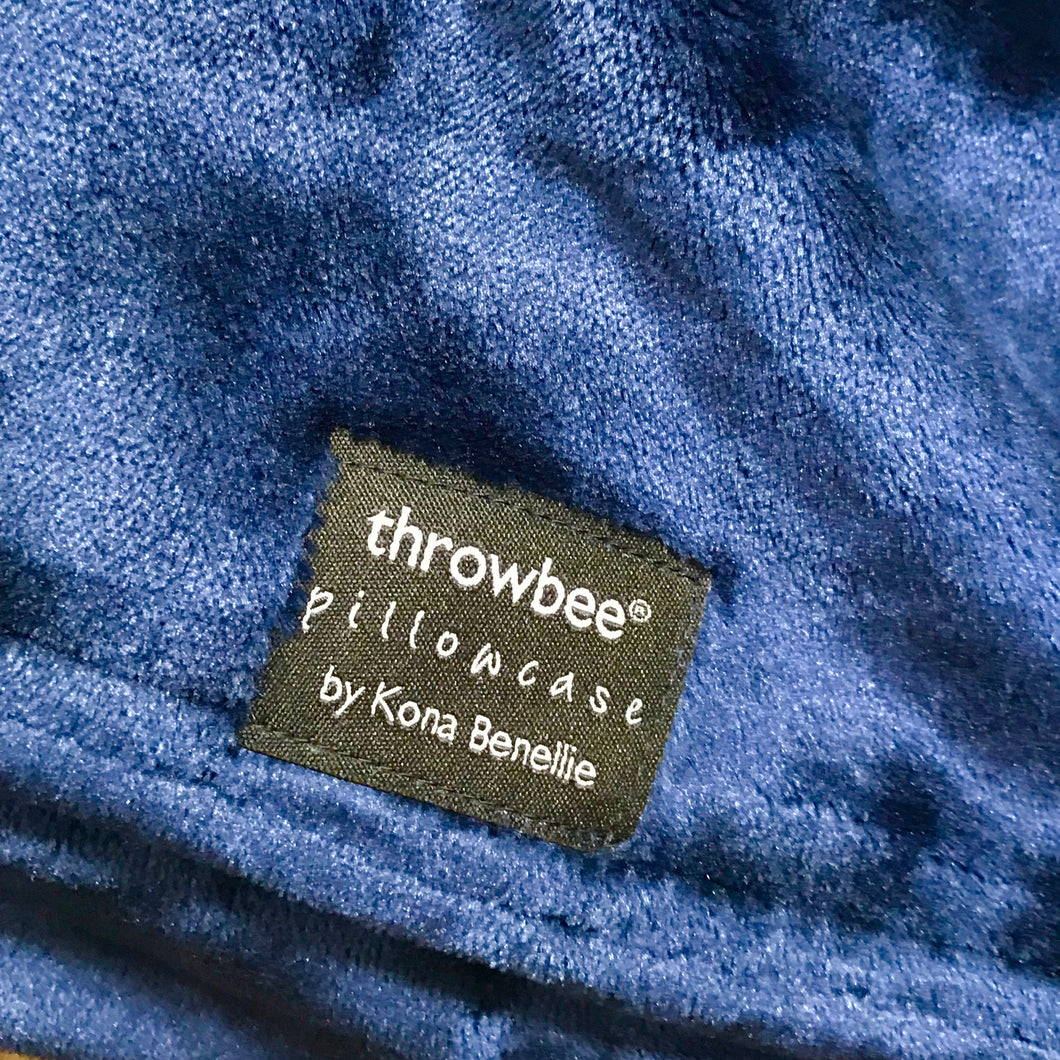 throwbee®
pillowcase
by Kona Benellie